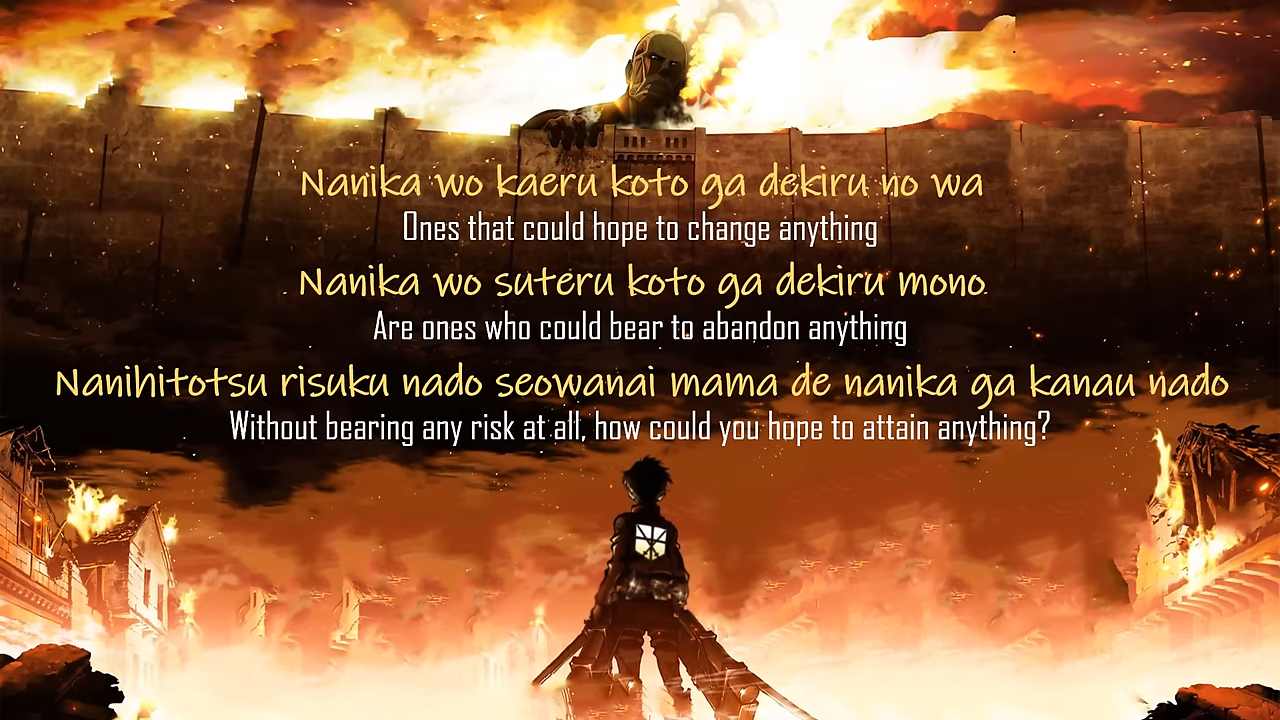 Nanika wo kaeru koto ga dekiru no wa
Ones that could hope to change anything
Nanika wo suteru koto ga dekiru mono
Are ones who could bear to abandon anything
Nanihitotsu risuku nado seowanai mama de nanika ga kanau nado
Without bearing any risk at all, how could you hope to attain anything?